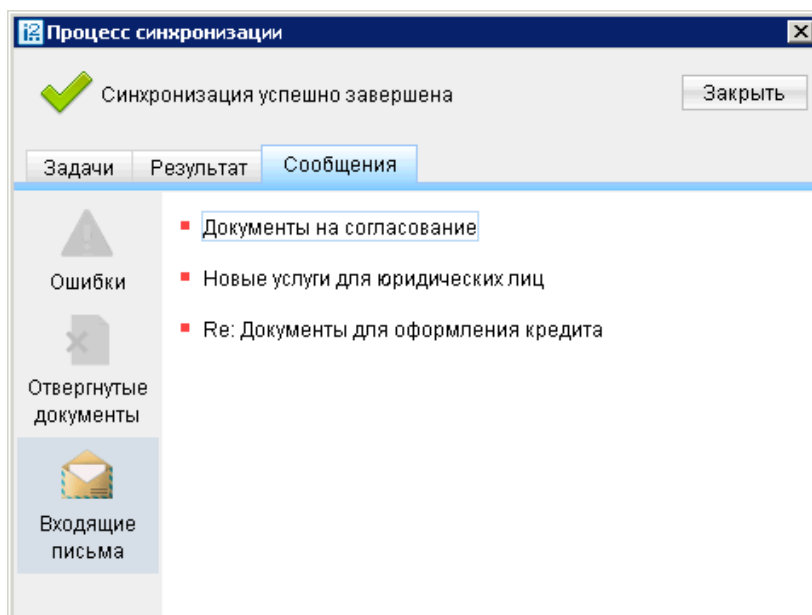 Процесс синхронизации
Синхронизация успешно завершена
Закрыть
Задачи Результат Сообщения
Ошибки
Отвергнутые
документы
Входящие
письма
Документы на согласование
Новые услуги для юридических лиц
Re: Документы для оформления кредита